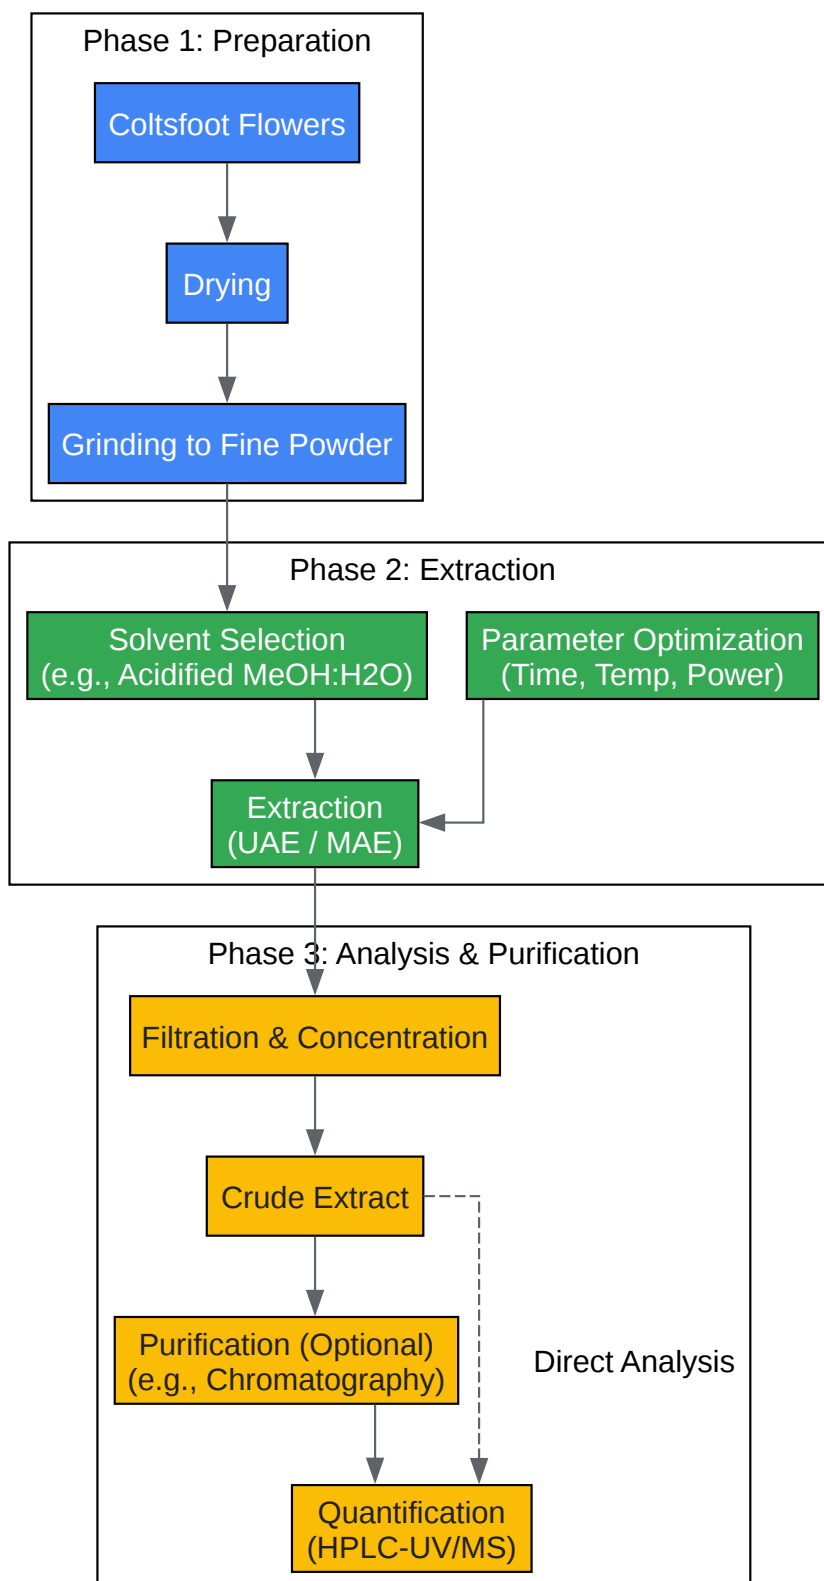 Phase 1: Preparation
Coltsfoot Flowers
Drying
Grinding to Fine Powder
Phase 2: Extraction
Solvent Selection
(e.g., Acidified MeOH:H2O)
Parameter Optimization
(Time, Temp, Power)
Extraction
(UAE / MAE)
Phase 3: Analysis & Purification
Filtration & Concentration
Crude Extract
Purification (Optional)
(e.g., Chromatography)
Direct Analysis
Quantification
(HPLC-UV/MS)